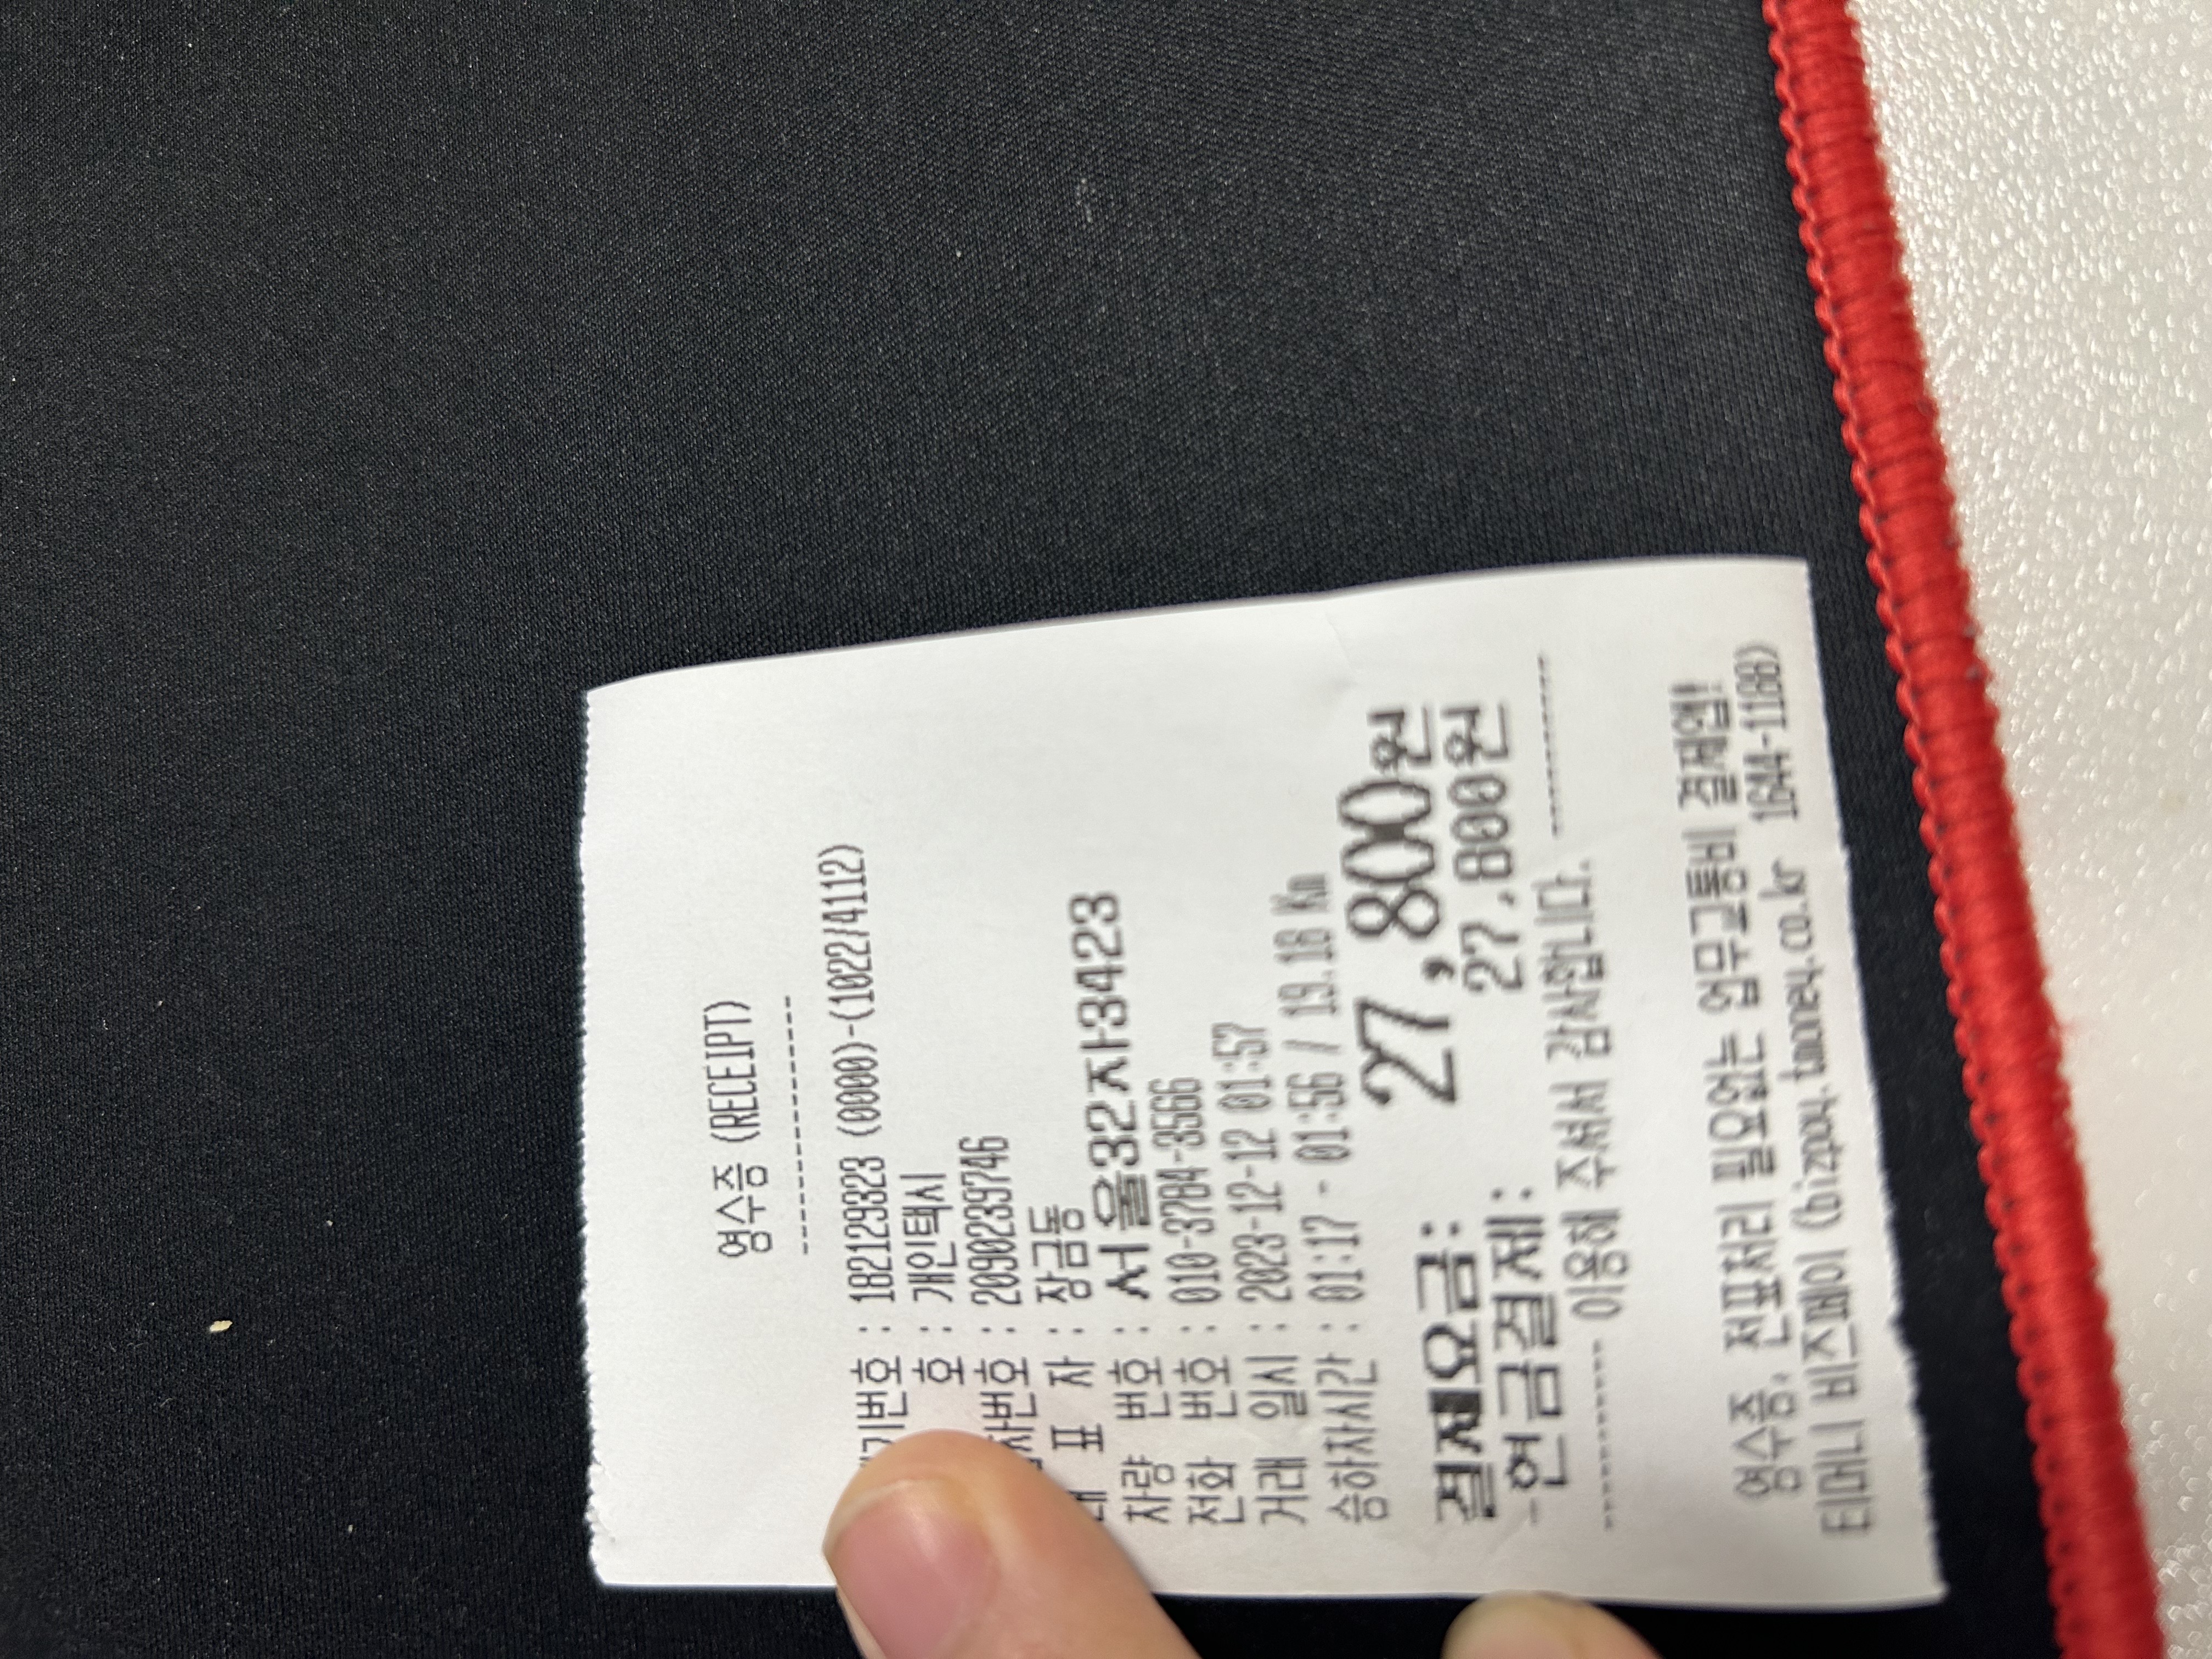 영수증 (RECEIPT)
---------------
기번호 : 182129323 (0000)-(1022/4112)
호 : 개인택시
자번호 : 2090239746
대 표 자 : 장금동
차량 번호 : 서울32자3423
전화 번호 : 010-3784-3566
거래 일시 : 2023-12-12 01:57
승하차시간 : 01:17 - 01:56 / 19.18 Km
결제요금: 27,800원
-현금결제: 27.800원
----------- 이용해 주셔서 감사합니다. -----------
영수증, 전표처리 필요없는 업무교통비 결제앱!
티머니 비즈페이 (bizpay.tmoney.co.kr 1644-1188)